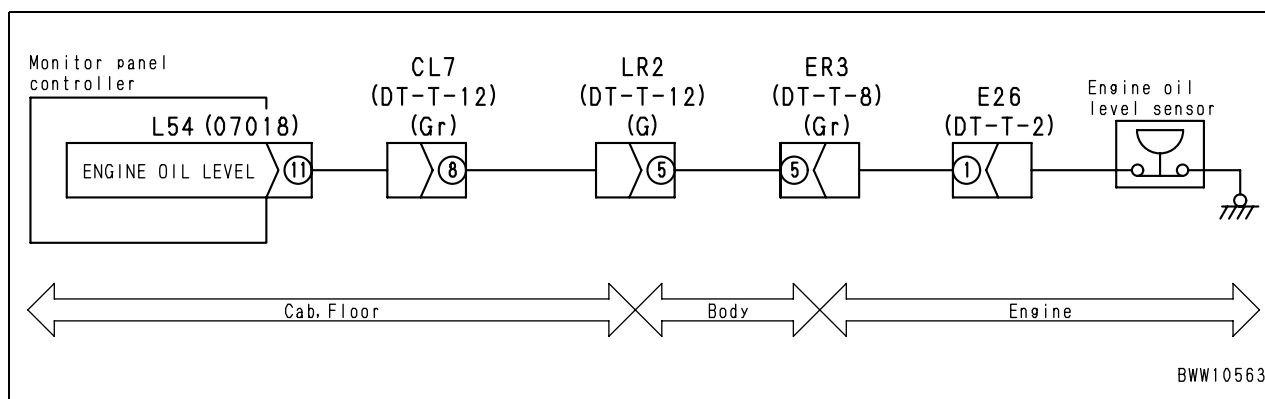 Monitor panel
controller
L54 (07018)
ENGINE OIL LEVEL
⑪
CL7
(DT-T-12)
(Gr)
⑧
LR2
(DT-T-12)
(G)
⑤
ER3
(DT-T-8)
(Gr)
⑤
E26
(DT-T-2)
①
Engine oil
level sensor
Cab, Floor
Body
Engine
BWW10563